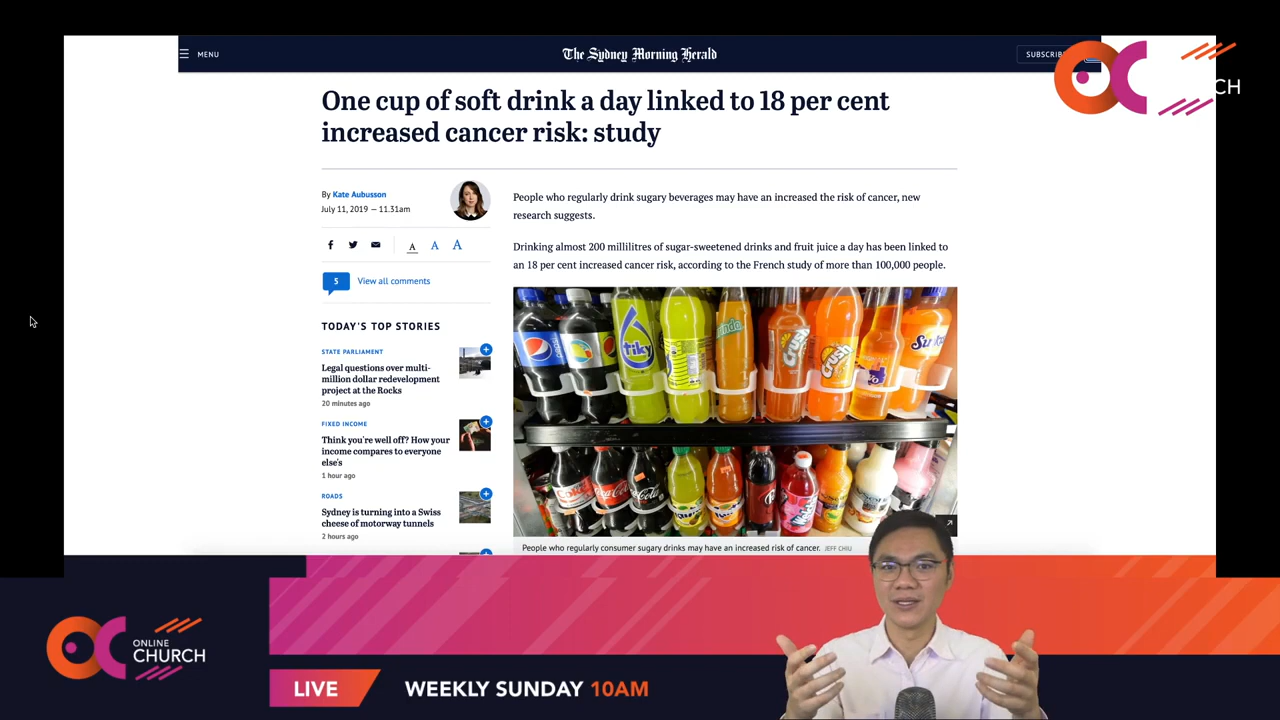 MENU
The Sydney Morning Herald
SUBSCRIBE
CH
One cup of soft drink a day linked to 18 per cent
increased cancer risk: study
By Kate Aubusson
July 11, 2019 — 11.31am
A A A
5 View all comments
TODAY'S TOP STORIES
STATE PARLIAMENT
Legal questions over multi-
million dollar redevelopment
project at the Rocks
20 minutes ago
FIXED INCOME
Think you're well off? How your
income compares to everyone
else's
1 hour ago
ROADS
Sydney is turning into a Swiss
cheese of motorway tunnels
2 hours ago
People who regularly drink sugary beverages may have an increased the risk of cancer, new
research suggests.
Drinking almost 200 millilitres of sugar-sweetened drinks and fruit juice a day has been linked to
an 18 per cent increased cancer risk, according to the French study of more than 100,000 people.
tiky
Crush
Crush
Coca-Cola
People who regularly consumer sugary drinks may have an increased risk of cancer. JEFF CHIU
ONLINE
CHURCH
LIVE
WEEKLY SUNDAY 10AM